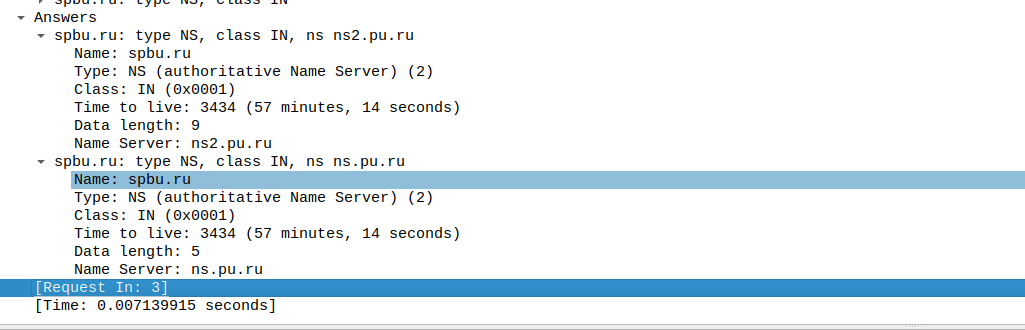 spbu.ru: type NS, class IN
Answers
spbu.ru: type NS, class IN, ns ns2.pu.ru
Name: spbu.ru
Type: NS (authoritative Name Server) (2)
Class: IN (0x0001)
Time to live: 3434 (57 minutes, 14 seconds)
Data length: 9
Name Server: ns2.pu.ru
spbu.ru: type NS, class IN, ns ns.pu.ru
Name: spbu.ru
Type: NS (authoritative Name Server) (2)
Class: IN (0x0001)
Time to live: 3434 (57 minutes, 14 seconds)
Data length: 5
Name Server: ns.pu.ru
[Request In: 3]
[Time: 0.007139915 seconds]